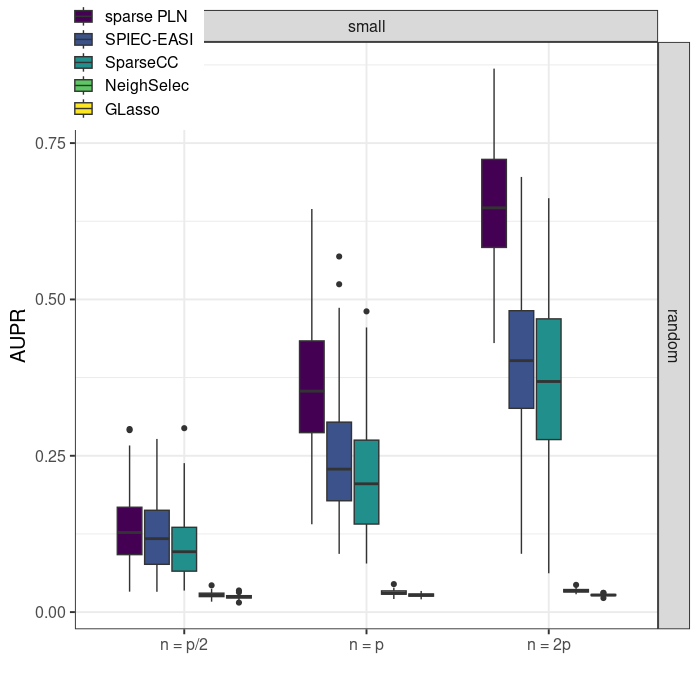 sparse PLN
SPIEC-EASI
SparseCC
NeighSelec
GLasso
small
random
AUPR
0.75
0.50
0.25
0.00
n = p/2
n = p
n = 2p